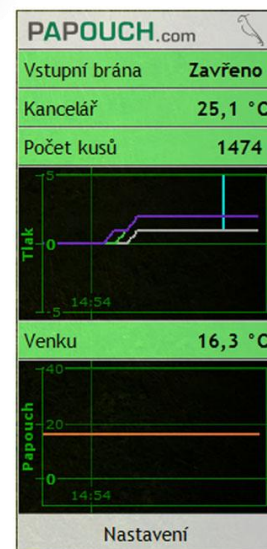 PAPOUCH.com
Vstupní brána Zavřeno
Kancelář 25,1 °C
Počet kusů 1474
5
Tlak
0
-5
14:54
Venku 16,3 °C
40
Papouch
20
0
14:54
Nastavení